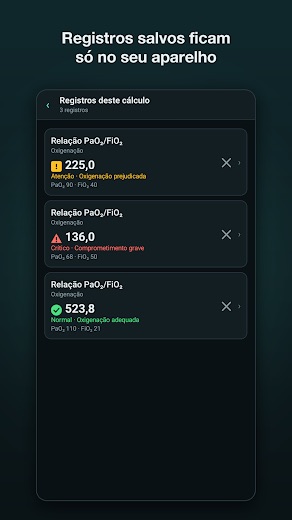 Registros salvos ficam
só no seu aparelho
Registros deste cálculo
3 registros
Relação PaO₂/FiO₂
Oxigenação
225,0
Atenção · Oxigenação prejudicada
PaO₂ 90 · FiO₂ 40
Relação PaO₂/FiO₂
Oxigenação
136,0
Crítico · Comprometimento grave
PaO₂ 68 · FiO₂ 50
Relação PaO₂/FiO₂
Oxigenação
523,8
Normal · Oxigenação adequada
PaO₂ 110 · FiO₂ 21